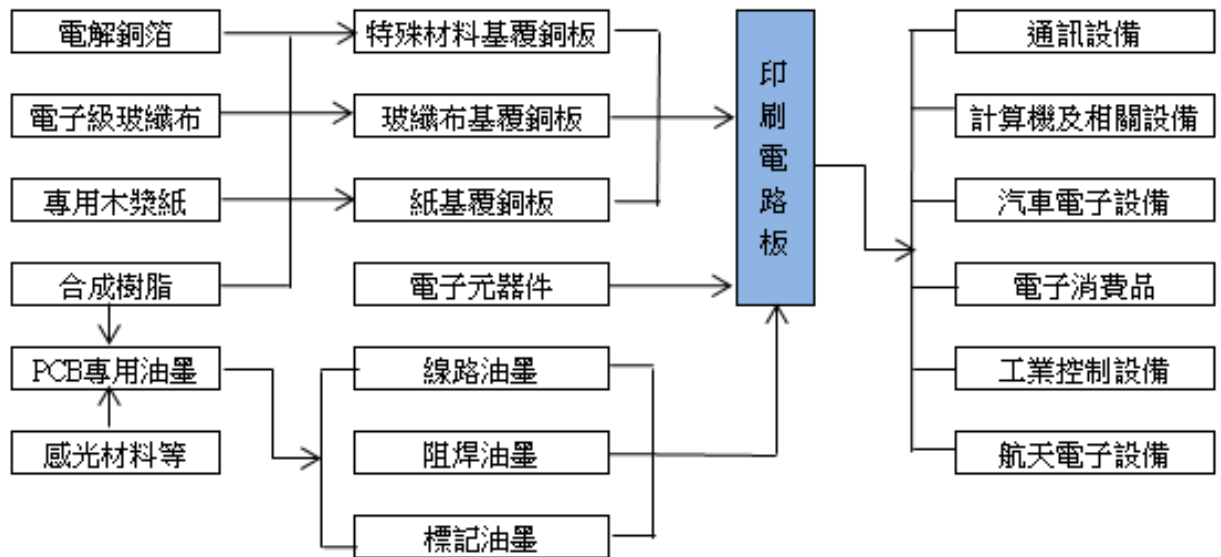 電解銅箔
電子級玻纖布
專用木漿紙
合成樹脂
PCB專用油墨
感光材料等
特殊材料基覆銅板
玻纖布基覆銅板
紙基覆銅板
電子元器件
線路油墨
阻焊油墨
標記油墨
印刷電路板
通訊設備
計算機及相關設備
汽車電子設備
電子消費品
工業控制設備
航天電子設備